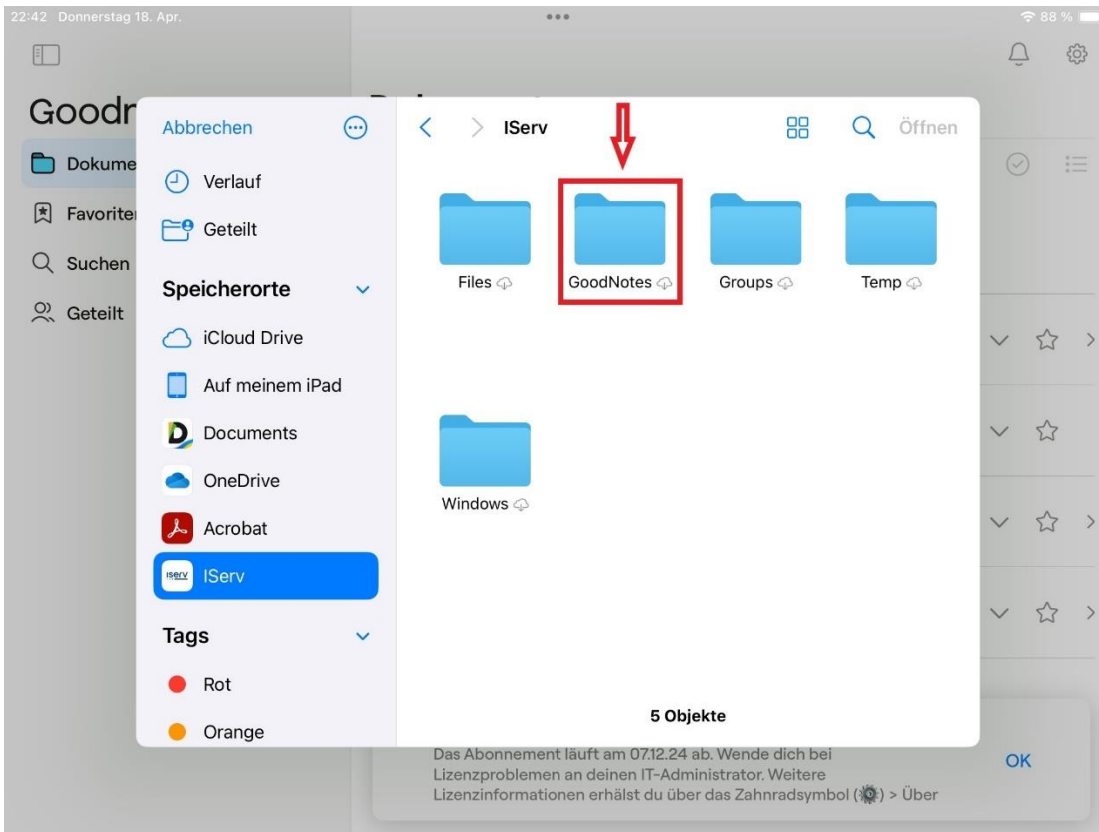 22:42 Donnerstag 18. Apr.
88 %
Goodn
Dokume
Favoriten
Suchen
Geteilt
Abbrechen
Verlauf
Geteilt
Speicherorte
iCloud Drive
Auf meinem iPad
Documents
OneDrive
Acrobat
IServ
Tags
Rot
Orange
IServ
Öffnen
Files
GoodNotes
Groups
Temp
Windows
5 Objekte
Das Abonnement läuft am 07.12.24 ab. Wende dich bei
Lizenzproblemen an deinen IT-Administrator. Weitere
Lizenzinformationen erhälst du über das Zahnradsymbol (⚙) > Über
OK